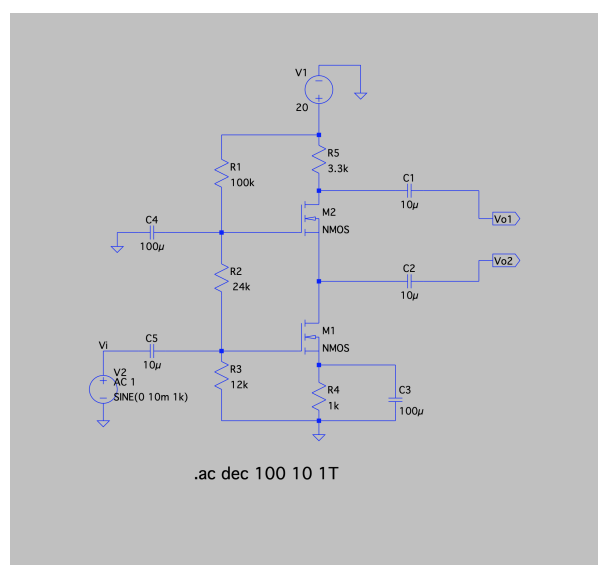 V1
20
R5
3.3k
R1
100k
C1
10µ
M2
Vo1
C4
NMOS
100µ
Vo2
R2
24k
C2
10µ
M1
C5
Vi
NMOS
10µ
V2
AC 1
R3
12k
R4
1k
C3
SINE(0 10m 1k)
100µ
.ac dec 100 10 1T